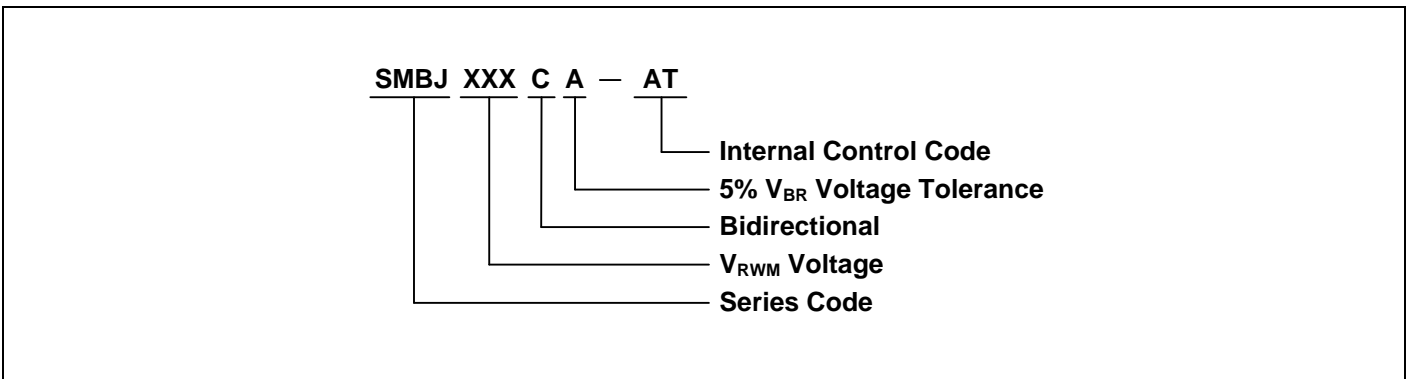 SMBJ XXX C A — AT
Internal Control Code
5% VBR Voltage Tolerance
Bidirectional
VRWM Voltage
Series Code